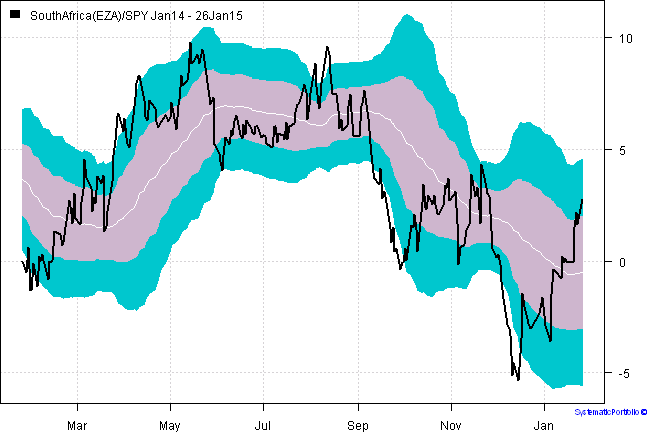 SouthAfrica(EZA)/SPY Jan14 - 26Jan15
10
5
0
-5
SystematicPortfolio ©
Mar May Jul Sep Nov Jan